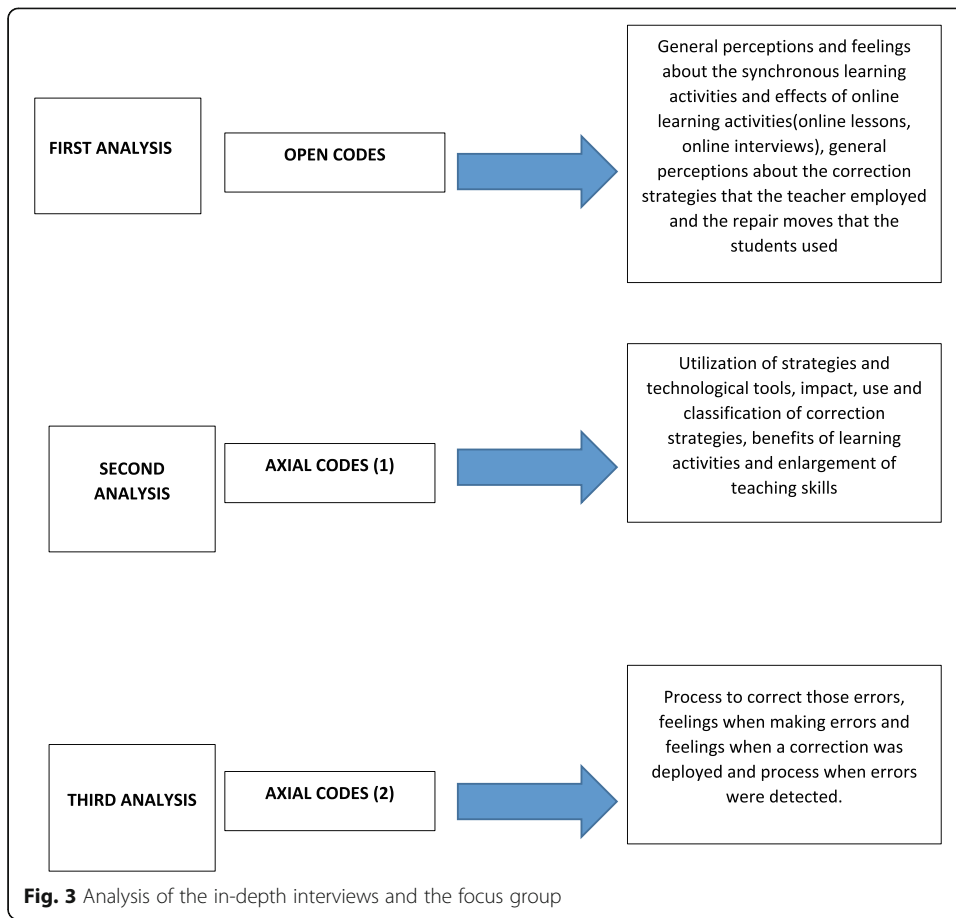 FIRST ANALYSIS
OPEN CODES
General perceptions and feelings
about the synchronous learning
activities and effects of online
learning activities(online lessons,
online interviews), general
perceptions about the correction
strategies that the teacher employed
and the repair moves that the
students used
SECOND
ANALYSIS
AXIAL CODES (1)
Utilization of strategies and
technological tools, impact, use and
classification of correction
strategies, benefits of learning
activities and enlargement of
teaching skills
THIRD ANALYSIS
AXIAL CODES (2)
Process to correct those errors,
feelings when making errors and
feelings when a correction was
deployed and process when errors
were detected.
Fig. 3 Analysis of the in-depth interviews and the focus group